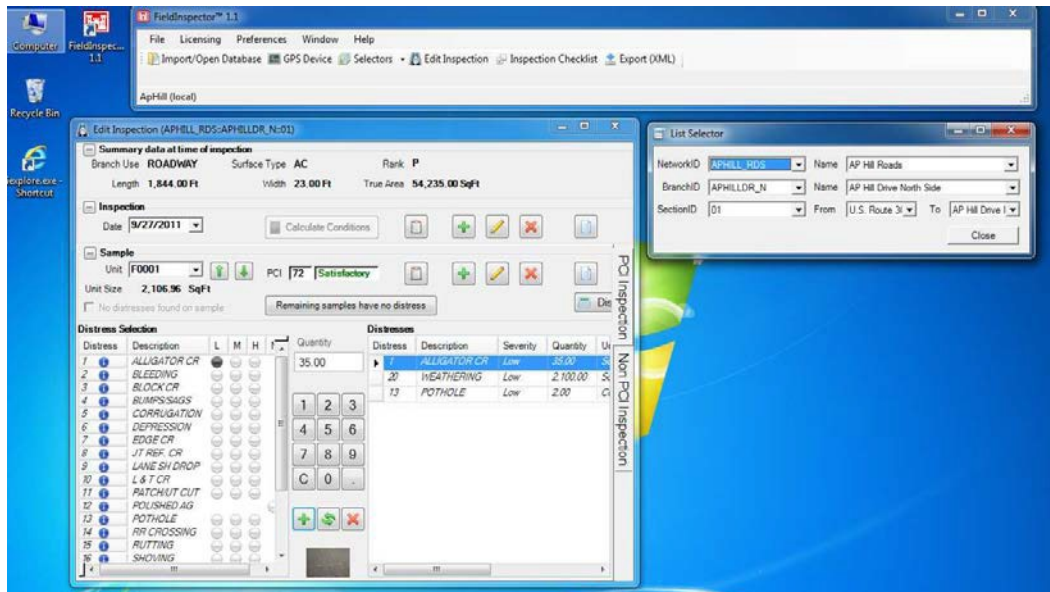 FieldInspector™ 1.1
File Licensing Preferences Window Help
Import/Open Database GPS Device Selectors Edit Inspection Inspection Checklist Export (XML)
ApHill (local)
Computer
FieldInspec... 1.1
Recycle Bin
iexplore.exe - Shortcut
Edit Inspection (APHILL_RDS::APHILLDR_N::01)
Summary data at time of inspection
Branch Use ROADWAY Surface Type AC Rank P
Length 1,844.00 Ft Width 23.00 Ft True Area 54,235.00 SqFt
Inspection
Date 9/27/2011 Calculate Conditions
Sample
Unit F0001 PCI 72 Satisfactory
Unit Size 2,106.96 SqFt
No distresses found on sample Remaining samples have no distress Dis
PCI Inspection
Non PCI Inspection
Distress Selection
Distress Description L M H
1 ALLIGATOR CR
2 BLEEDING
3 BLOCK CR
4 BUMPS/SAGS
5 CORRUGATION
6 DEPRESSION
7 EDGE CR
8 JT REF. CR
9 LANE SH DROP
10 L & T CR
11 PATCH/UT CUT
12 POLISHED AG
13 POTHOLE
14 RR CROSSING
15 RUTTING
16 SHOVING
Quantity
35.00
1 2 3
4 5 6
7 8 9
C 0 .
Distresses
Distress Description Severity Quantity
1 ALLIGATOR CR Low 35.00
20 WEATHERING Low 2,100.00
13 POTHOLE Low 2.00
List Selector
NetworkID APHILL_RDS Name AP Hill Roads
BranchID APHILLDR_N Name AP Hill Drive North Side
SectionID 01 From U.S. Route 3 To AP Hill Drive
Close